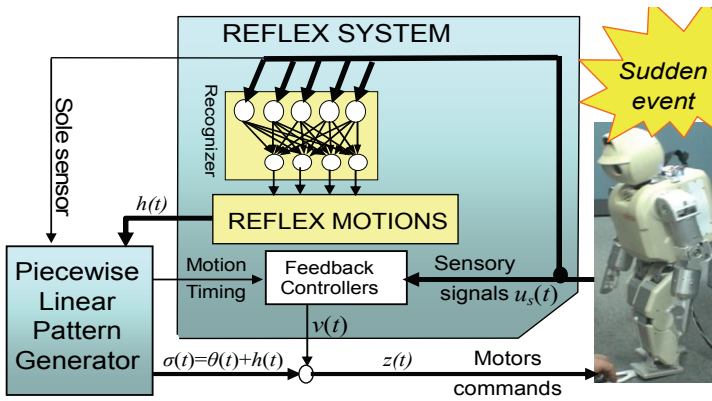 REFLEX SYSTEM
Sudden
event
Sole sensor
Recognizer
h(t)
REFLEX MOTIONS
Piecewise
Linear
Pattern
Generator
Motion
Timing
Feedback
Controllers
Sensory
signals u_s(t)
v(t)
σ(t)=θ(t)+h(t)
z(t)
Motors
commands